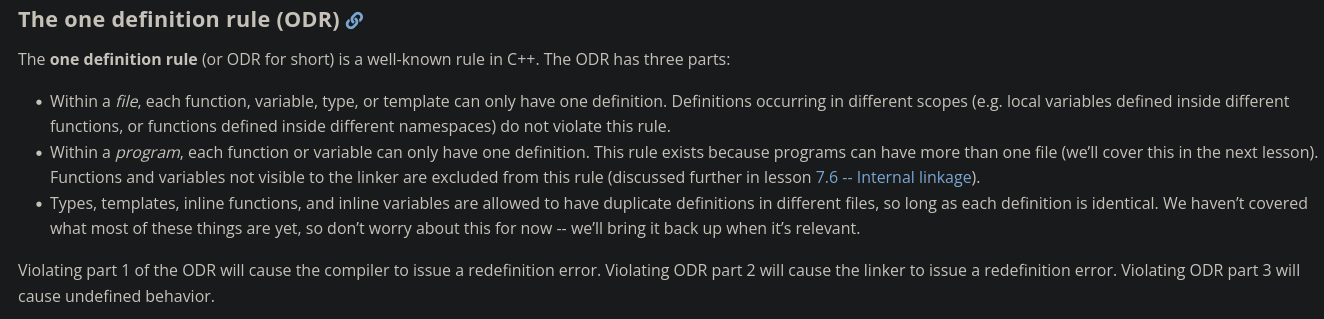 The one definition rule (ODR)
The one definition rule (or ODR for short) is a well-known rule in C++. The ODR has three parts:
• Within a file, each function, variable, type, or template can only have one definition. Definitions occurring in different scopes (e.g. local variables defined inside different
functions, or functions defined inside different namespaces) do not violate this rule.
• Within a program, each function or variable can only have one definition. This rule exists because programs can have more than one file (we’ll cover this in the next lesson).
Functions and variables not visible to the linker are excluded from this rule (discussed further in lesson 7.6 -- Internal linkage).
• Types, templates, inline functions, and inline variables are allowed to have duplicate definitions in different files, so long as each definition is identical. We haven’t covered
what most of these things are yet, so don’t worry about this for now -- we’ll bring it back up when it’s relevant.
Violating part 1 of the ODR will cause the compiler to issue a redefinition error. Violating ODR part 2 will cause the linker to issue a redefinition error. Violating ODR part 3 will
cause undefined behavior.